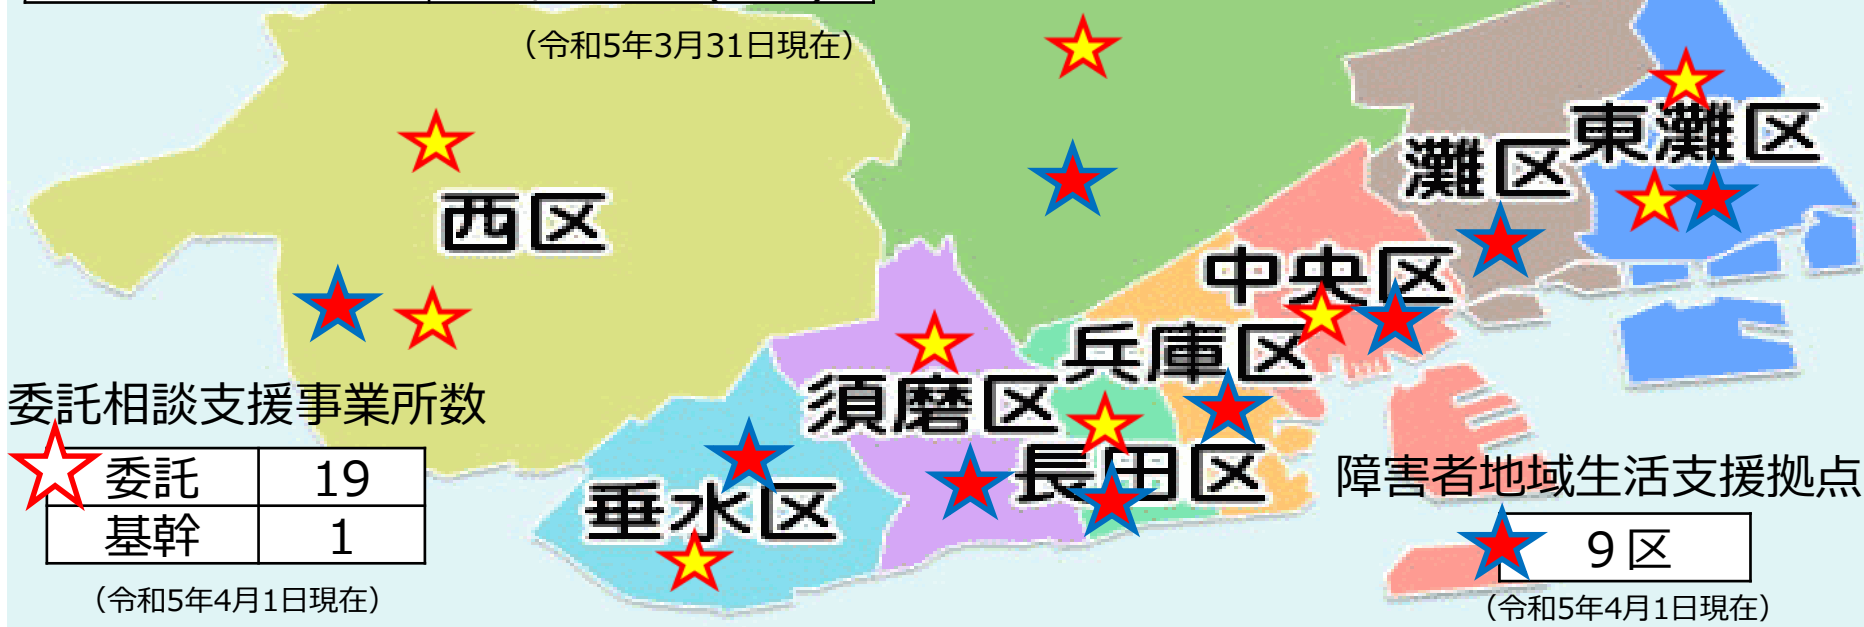 （令和5年3月31日現在）
東灘区
灘区
西区
中央区
兵庫区
須磨区
委託相談支援事業所数
長田区
障害者地域生活支援拠点
委託 19
垂水区
基幹 1
９区
（令和5年4月1日現在）
（令和5年4月1日現在）